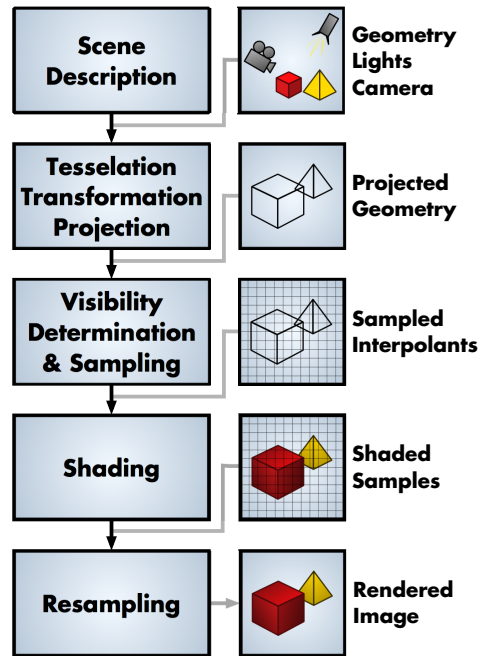 Scene
Description
Geometry
Lights
Camera
Tesselation
Transformation
Projection
Projected
Geometry
Visibility
Determination
& Sampling
Sampled
Interpolants
Shading
Shaded
Samples
Resampling
Rendered
Image